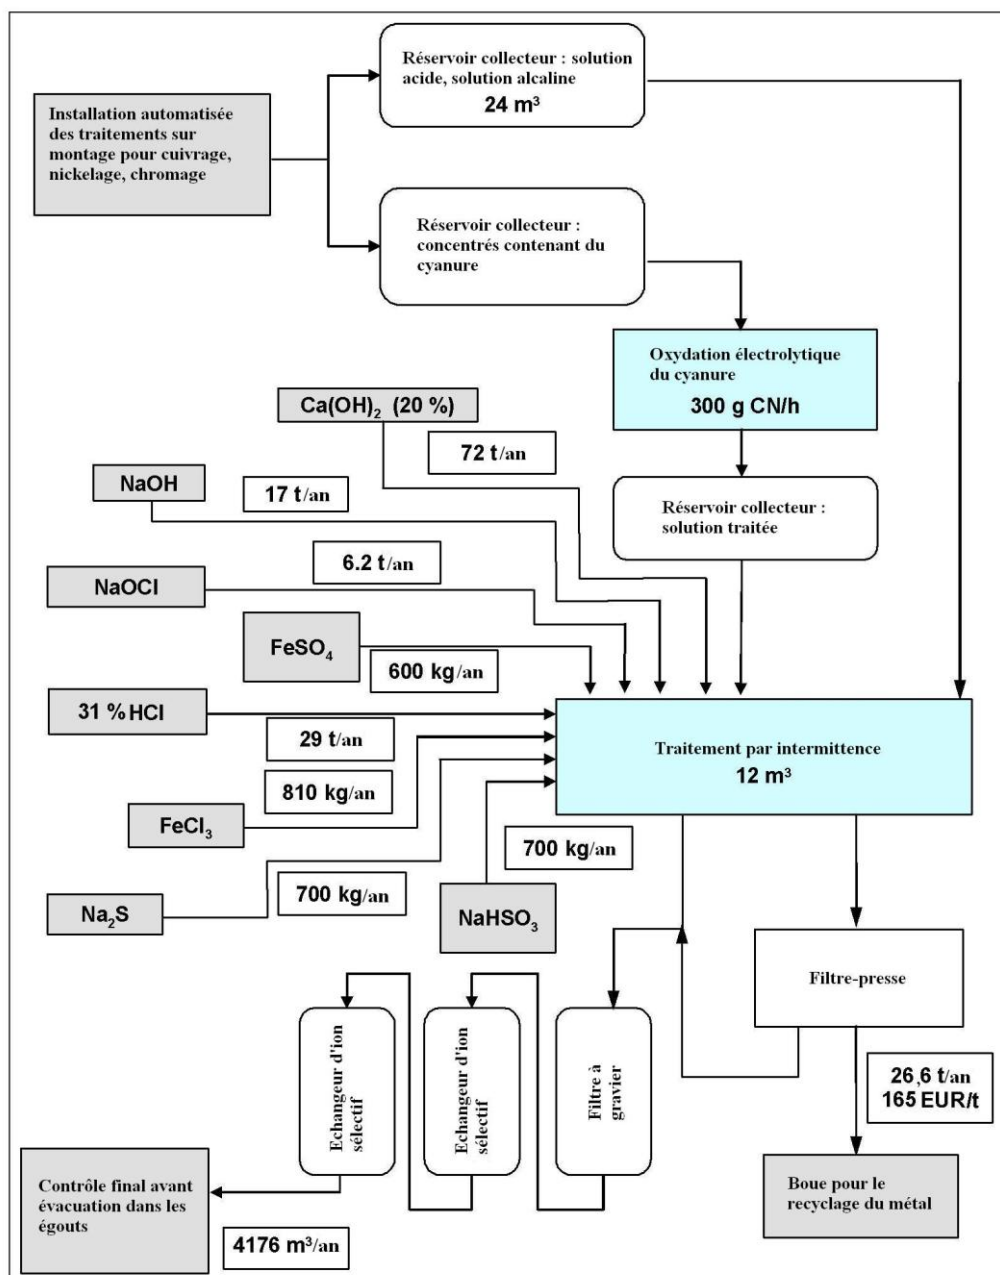 Réservoir collecteur : solution
acide, solution alcaline
24 m³
Installation automatisée
des traitements sur
montage pour cuivrage,
nickelage, chromage
Réservoir collecteur :
concentrés contenant du
cyanure
Oxydation électrolytique
du cyanure
300 g CN/h
Ca(OH)₂ (20 %)
72 t/an
NaOH
17 t/an
Réservoir collecteur :
solution traitée
6.2 t/an
NaOCl
FeSO₄
600 kg/an
31 % HCl
29 t/an
Traitement par intermittence
12 m³
810 kg/an
FeCl₃
700 kg/an
700 kg/an
Na₂S
NaHSO₃
Filtre-presse
Echangeur d'ion
sélectif
Echangeur d'ion
sélectif
Filtre à
gravier
26,6 t/an
165 EUR/t
Contrôle final avant
évacuation dans les
égouts
Boue pour le
recyclage du métal
4176 m³/an